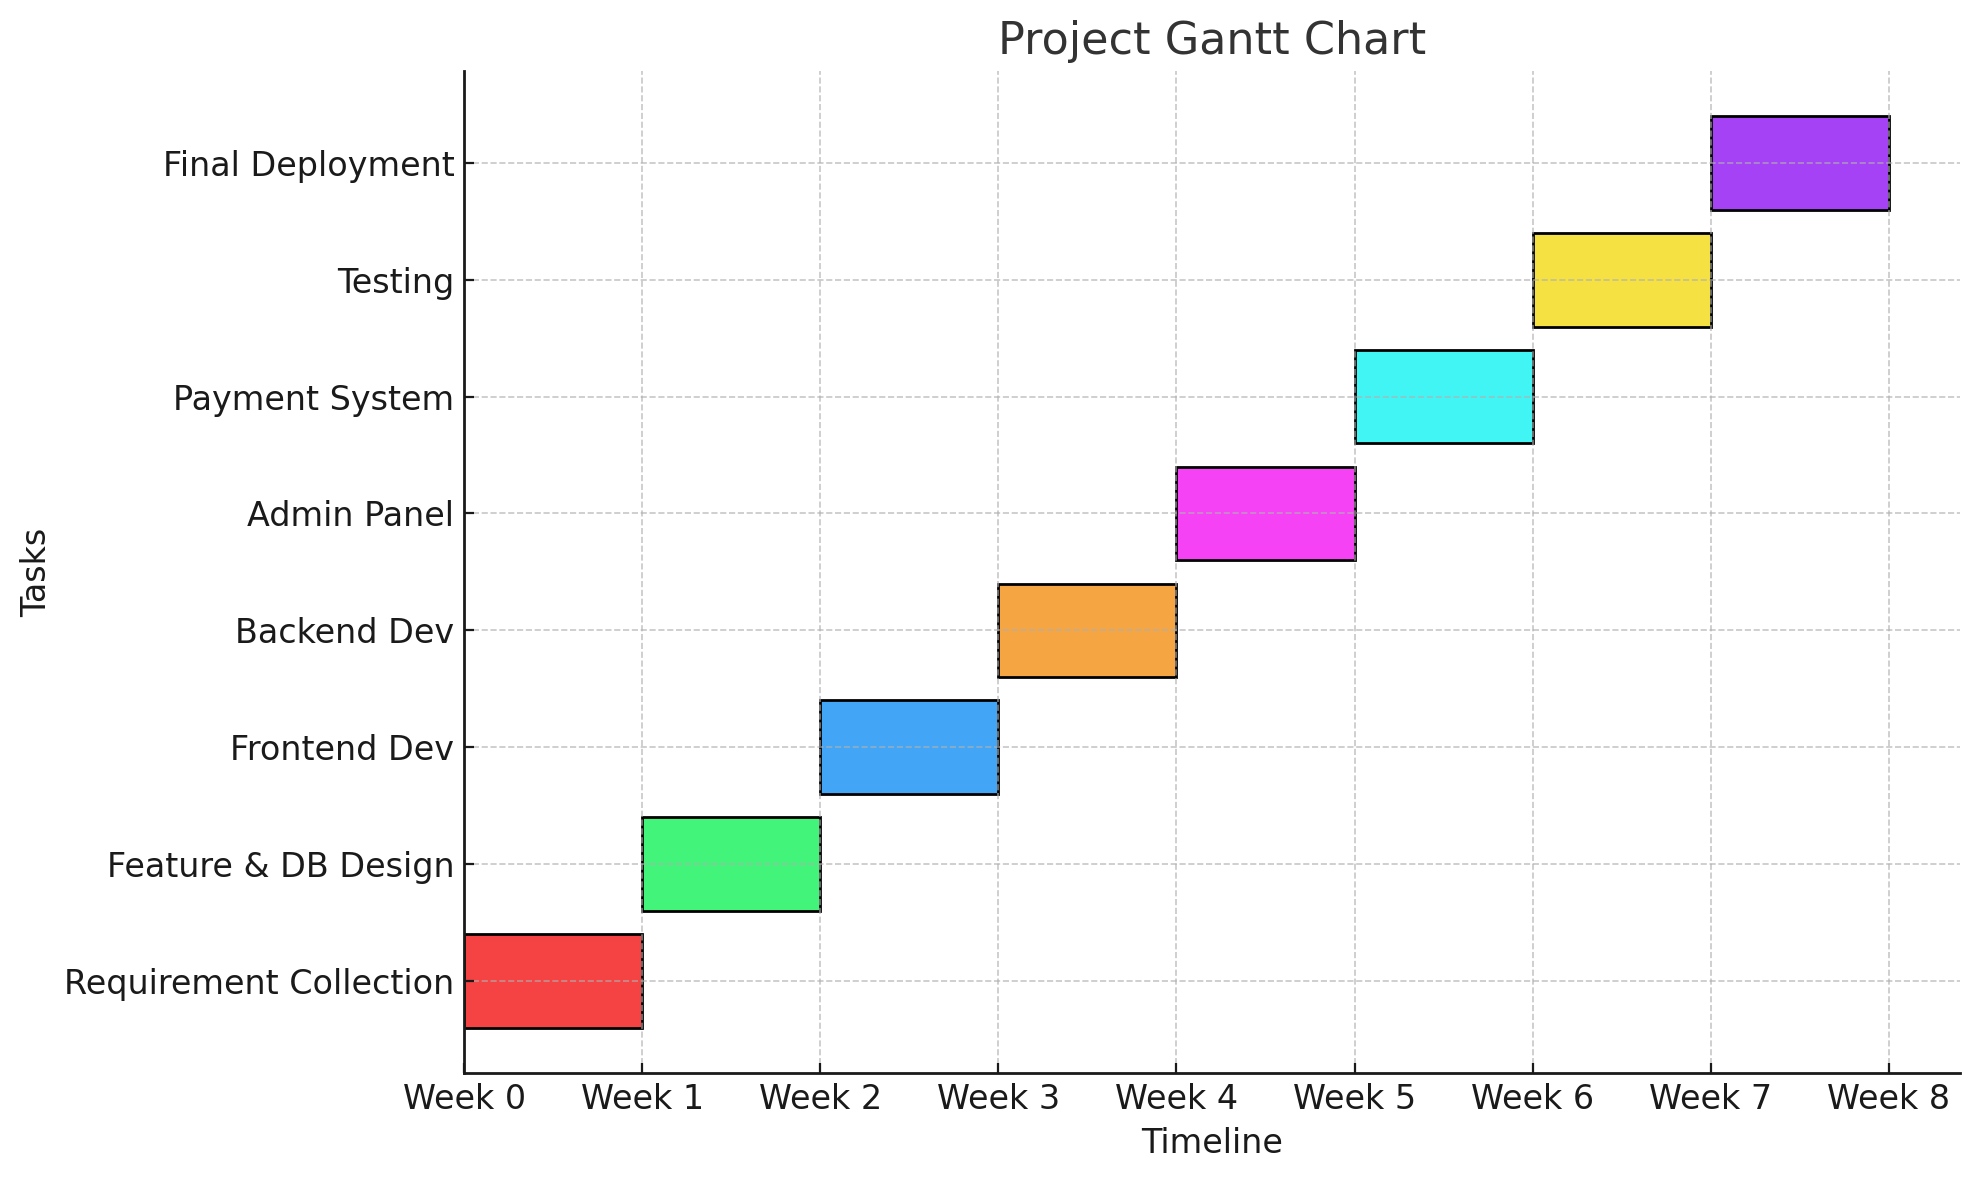 Project Gantt Chart
Final Deployment
Testing
Payment System
Admin Panel
Backend Dev
Frontend Dev
Feature & DB Design
Requirement Collection
Tasks
Week 0 Week 1 Week 2 Week 3 Week 4 Week 5 Week 6 Week 7 Week 8
Timeline